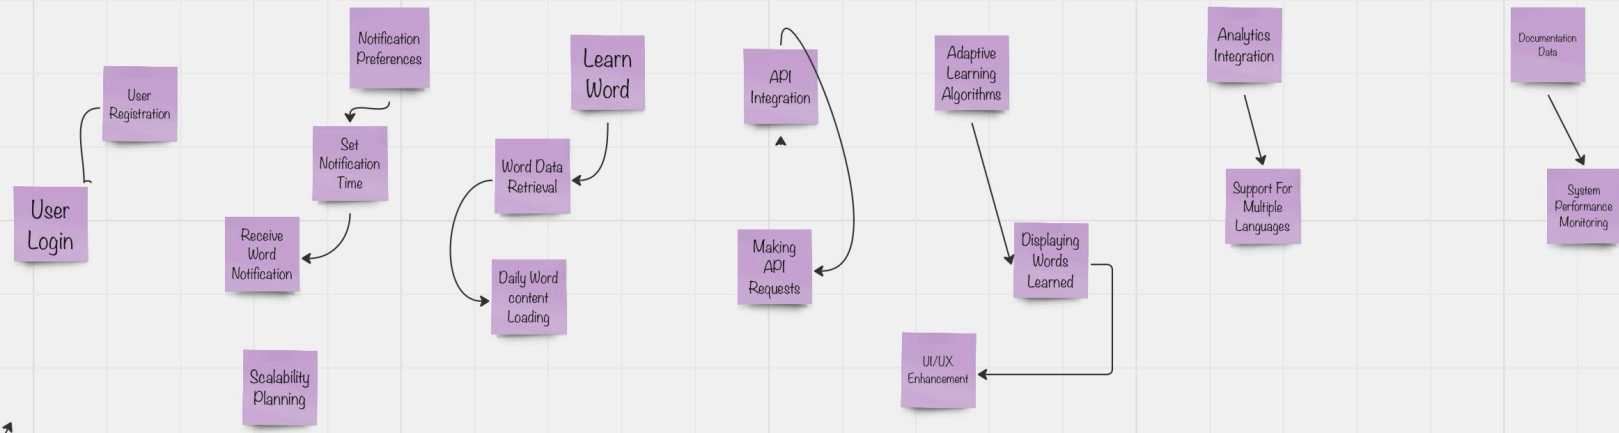 User
Registration
User
Login
Notification
Preferences
Set
Notification
Time
Receive
Word
Notification
Scalability
Planning
Learn
Word
Word Data
Retrieval
Daily Word
content
Loading
API
Integration
Making
API
Requests
Adaptive
Learning
Algorithms
Displaying
Words
Learned
UI/UX
Enhancement
Analytics
Integration
Support For
Multiple
Languages
Documentation
Data
System
Performance
Monitoring